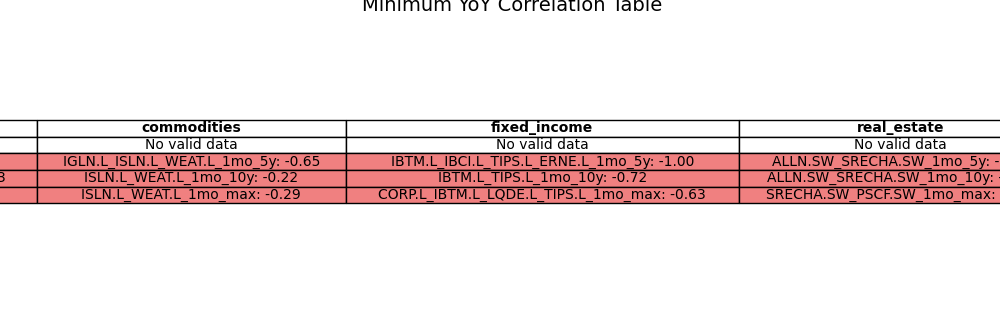 Minimum YoY Correlation Table
commodities fixed_income real_estate
No valid data No valid data No valid data
IGLN.L_ISLN.L_WEAT.L_1mo_5y: -0.65 IBTM.L_IBCI.L_TIPS.L_ERNE.L_1mo_5y: -1.00 ALLN.SW_SRECHA.SW_1mo_5y: -
3 ISLN.L_WEAT.L_1mo_10y: -0.22 IBTM.L_TIPS.L_1mo_10y: -0.72 ALLN.SW_SRECHA.SW_1mo_10y: -
ISLN.L_WEAT.L_1mo_max: -0.29 CORP.L_IBTM.L_LQDE.L_TIPS.L_1mo_max: -0.63 SRECHA.SW_PSCF.SW_1mo_max: